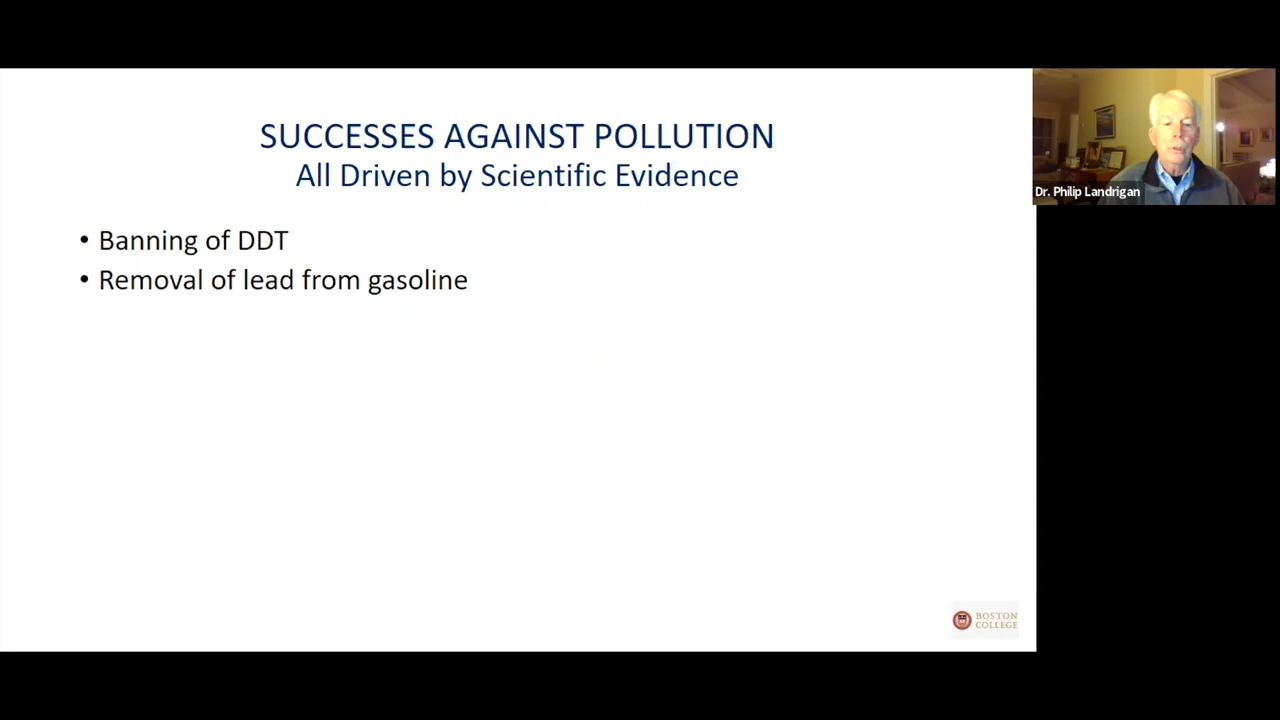 SUCCESSES AGAINST POLLUTION
All Driven by Scientific Evidence
• Banning of DDT
• Removal of lead from gasoline
Dr. Philip Landrigan
BOSTON
COLLEGE